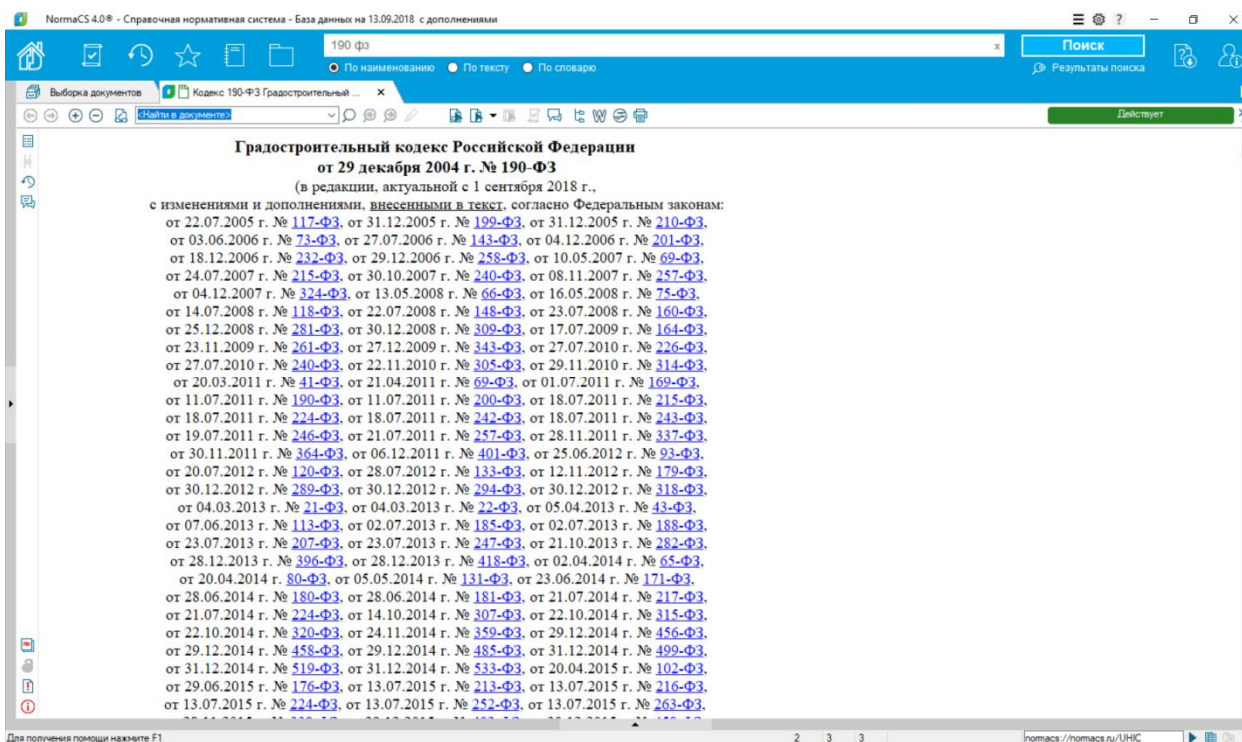 NormaCS 4.0® - Справочная нормативная система - База данных на 13.09.2018 с дополнениями
190 фз
x
Поиск
По наименованию По тексту По словарю
Результаты поиска
Выборка документов
Кодекс 190-ФЗ Градостроительный ...
<Найти в документе>
Действует
Градостроительный кодекс Российской Федерации
от 29 декабря 2004 г. № 190-ФЗ
(в редакции, актуальной с 1 сентября 2018 г.,
с изменениями и дополнениями, внесенными в текст, согласно Федеральным законам:
от 22.07.2005 г. № 117-ФЗ, от 31.12.2005 г. № 199-ФЗ, от 31.12.2005 г. № 210-ФЗ,
от 03.06.2006 г. № 73-ФЗ, от 27.07.2006 г. № 143-ФЗ, от 04.12.2006 г. № 201-ФЗ,
от 18.12.2006 г. № 232-ФЗ, от 29.12.2006 г. № 258-ФЗ, от 10.05.2007 г. № 69-ФЗ,
от 24.07.2007 г. № 215-ФЗ, от 30.10.2007 г. № 240-ФЗ, от 08.11.2007 г. № 257-ФЗ,
от 04.12.2007 г. № 324-ФЗ, от 13.05.2008 г. № 66-ФЗ, от 16.05.2008 г. № 75-ФЗ,
от 14.07.2008 г. № 118-ФЗ, от 22.07.2008 г. № 148-ФЗ, от 23.07.2008 г. № 160-ФЗ,
от 25.12.2008 г. № 281-ФЗ, от 30.12.2008 г. № 309-ФЗ, от 17.07.2009 г. № 164-ФЗ,
от 23.11.2009 г. № 261-ФЗ, от 27.12.2009 г. № 343-ФЗ, от 27.07.2010 г. № 226-ФЗ,
от 27.07.2010 г. № 240-ФЗ, от 22.11.2010 г. № 305-ФЗ, от 29.11.2010 г. № 314-ФЗ,
от 20.03.2011 г. № 41-ФЗ, от 21.04.2011 г. № 69-ФЗ, от 01.07.2011 г. № 169-ФЗ,
от 11.07.2011 г. № 190-ФЗ, от 11.07.2011 г. № 200-ФЗ, от 18.07.2011 г. № 215-ФЗ,
от 18.07.2011 г. № 224-ФЗ, от 18.07.2011 г. № 242-ФЗ, от 18.07.2011 г. № 243-ФЗ,
от 19.07.2011 г. № 246-ФЗ, от 21.07.2011 г. № 257-ФЗ, от 28.11.2011 г. № 337-ФЗ,
от 30.11.2011 г. № 364-ФЗ, от 06.12.2011 г. № 401-ФЗ, от 25.06.2012 г. № 93-ФЗ,
от 20.07.2012 г. № 120-ФЗ, от 28.07.2012 г. № 133-ФЗ, от 12.11.2012 г. № 179-ФЗ,
от 30.12.2012 г. № 289-ФЗ, от 30.12.2012 г. № 294-ФЗ, от 30.12.2012 г. № 318-ФЗ,
от 04.03.2013 г. № 21-ФЗ, от 04.03.2013 г. № 22-ФЗ, от 05.04.2013 г. № 43-ФЗ,
от 07.06.2013 г. № 113-ФЗ, от 02.07.2013 г. № 185-ФЗ, от 02.07.2013 г. № 188-ФЗ,
от 23.07.2013 г. № 207-ФЗ, от 23.07.2013 г. № 247-ФЗ, от 21.10.2013 г. № 282-ФЗ,
от 28.12.2013 г. № 396-ФЗ, от 28.12.2013 г. № 418-ФЗ, от 02.04.2014 г. № 65-ФЗ,
от 20.04.2014 г. 80-ФЗ, от 05.05.2014 г. № 131-ФЗ, от 23.06.2014 г. № 171-ФЗ,
от 28.06.2014 г. № 180-ФЗ, от 28.06.2014 г. № 181-ФЗ, от 21.07.2014 г. № 217-ФЗ,
от 21.07.2014 г. № 224-ФЗ, от 14.10.2014 г. № 307-ФЗ, от 22.10.2014 г. № 315-ФЗ,
от 22.10.2014 г. № 320-ФЗ, от 24.11.2014 г. № 359-ФЗ, от 29.12.2014 г. № 456-ФЗ,
от 29.12.2014 г. № 458-ФЗ, от 29.12.2014 г. № 485-ФЗ, от 31.12.2014 г. № 499-ФЗ,
от 31.12.2014 г. № 519-ФЗ, от 31.12.2014 г. № 533-ФЗ, от 20.04.2015 г. № 102-ФЗ,
от 29.06.2015 г. № 176-ФЗ, от 13.07.2015 г. № 213-ФЗ, от 13.07.2015 г. № 216-ФЗ,
от 13.07.2015 г. № 224-ФЗ, от 13.07.2015 г. № 252-ФЗ, от 13.07.2015 г. № 263-ФЗ,
Для получения помощи нажмите F1
2 3 3
normacs://normacs.ru/UHIC